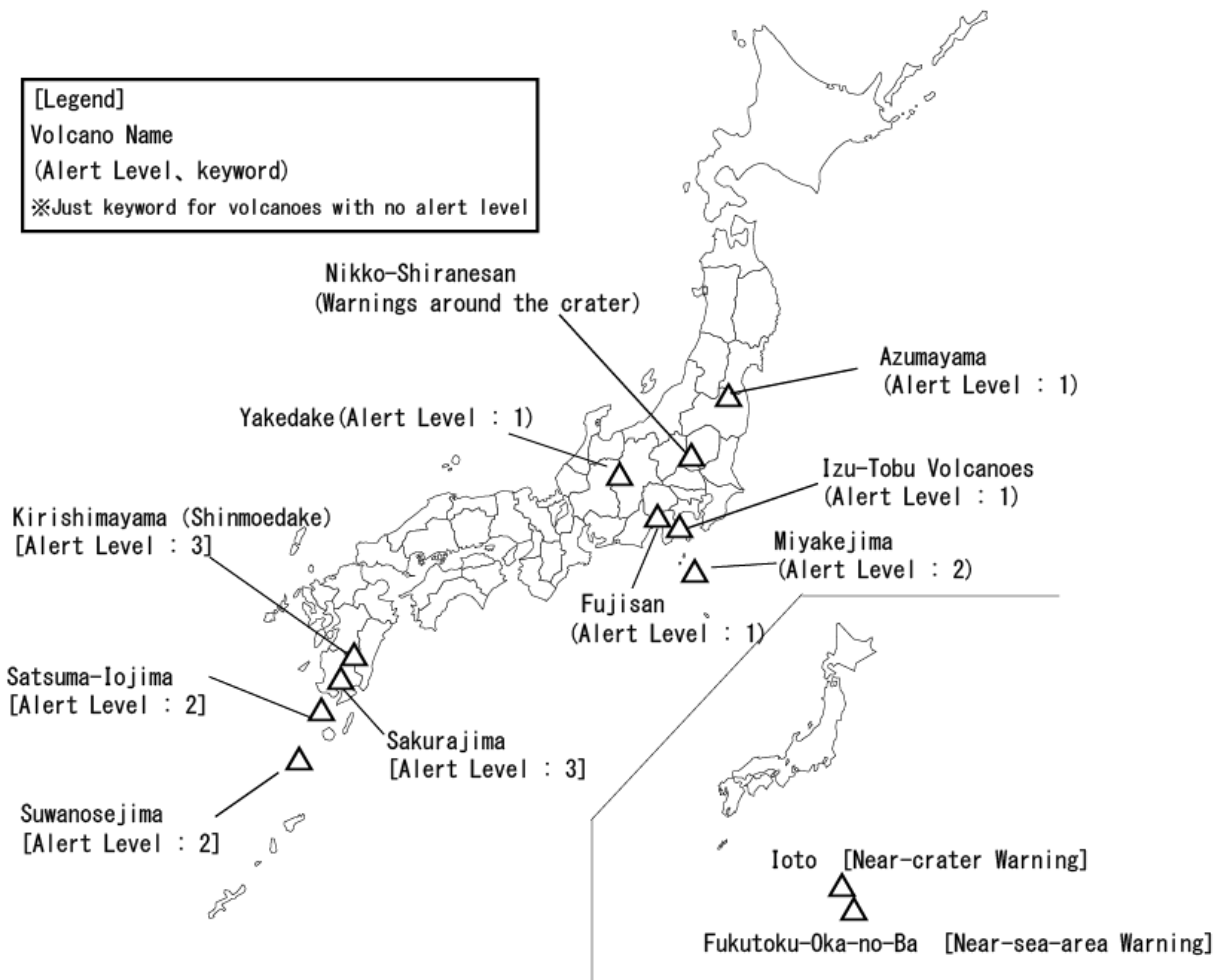 [Legend]
Volcano Name
(Alert Level、keyword)
※Just keyword for volcanoes with no alert level
Nikko-Shiranesan
(Warnings around the crater)
Azumayama
(Alert Level : 1)
Yakedake(Alert Level : 1)
Izu-Tobu Volcanoes
(Alert Level : 1)
Kirishimayama (Shinmoedake)
[Alert Level : 3]
Miyakejima
(Alert Level : 2)
Fujisan
(Alert Level : 1)
Satsuma-Iojima
[Alert Level : 2]
Sakurajima
[Alert Level : 3]
Suwanosejima
[Alert Level : 2]
Ioto [Near-crater Warning]
Fukutoku-Oka-no-Ba [Near-sea-area Warning]